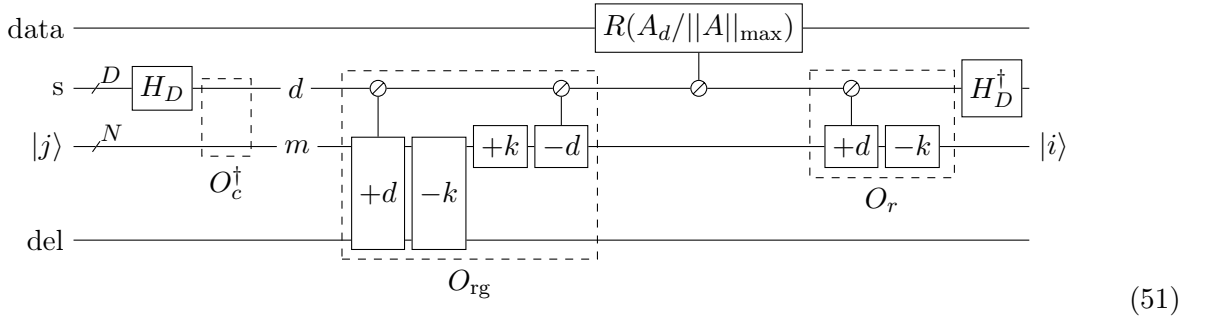 data R(A_d/||A||_max)
s D H_D d H_D^†
|j⟩ N m +d -k +k -d +d -k |i⟩
O_c^† O_r
del
O_rg
(51)